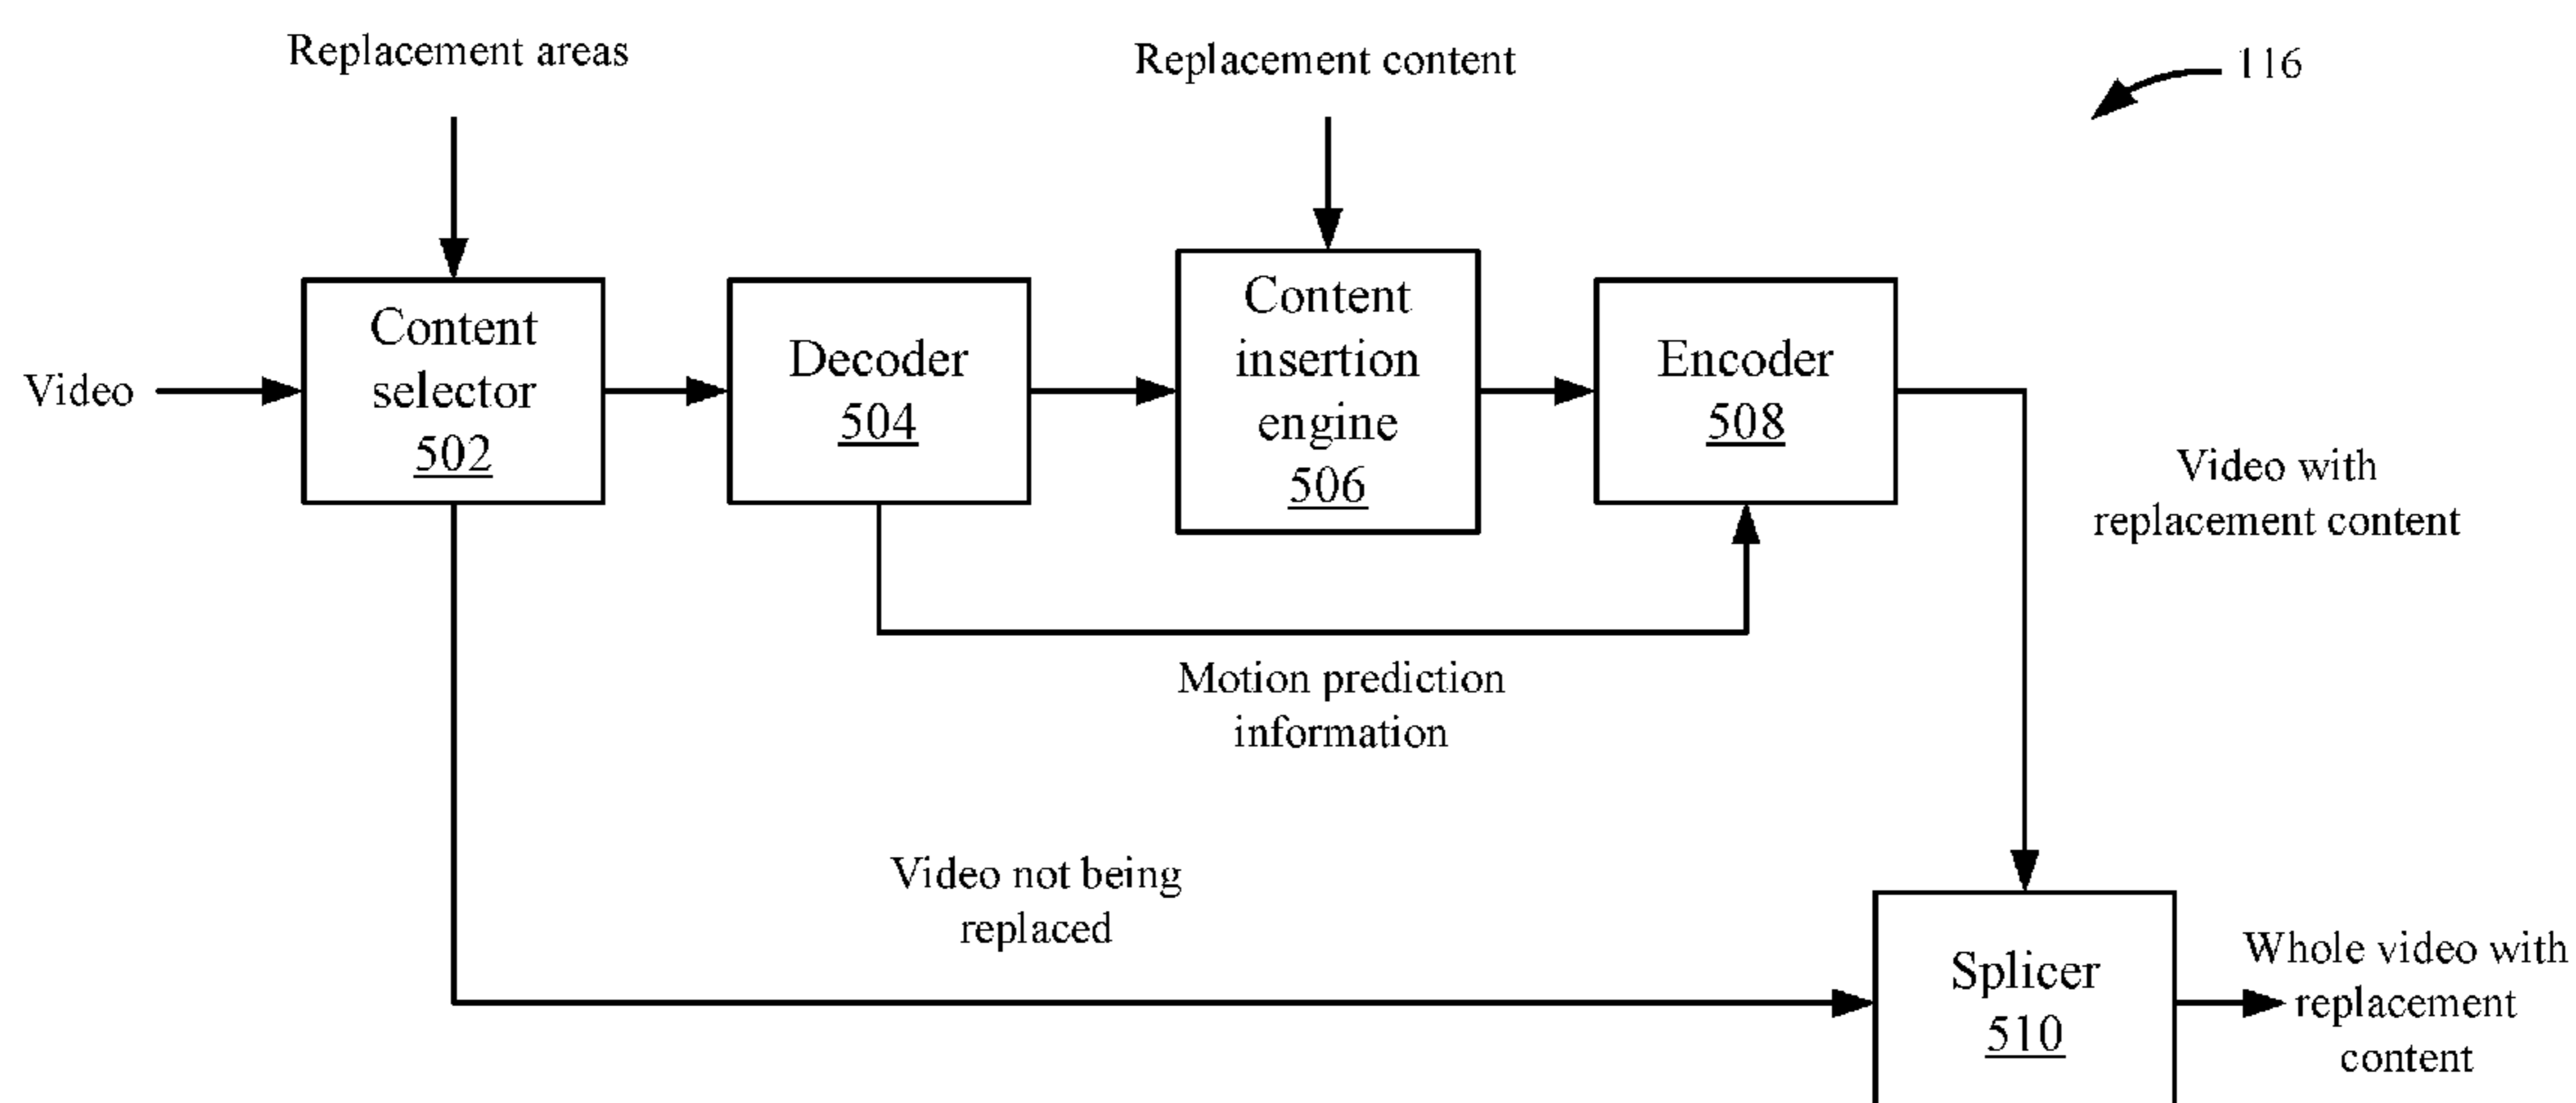 Replacement areas
Replacement content
116
Video
Content
selector
502
Decoder
504
Content
insertion
engine
506
Encoder
508
Video with
replacement content
Motion prediction
information
Video not being
replaced
Splicer
510
Whole video with
replacement
content